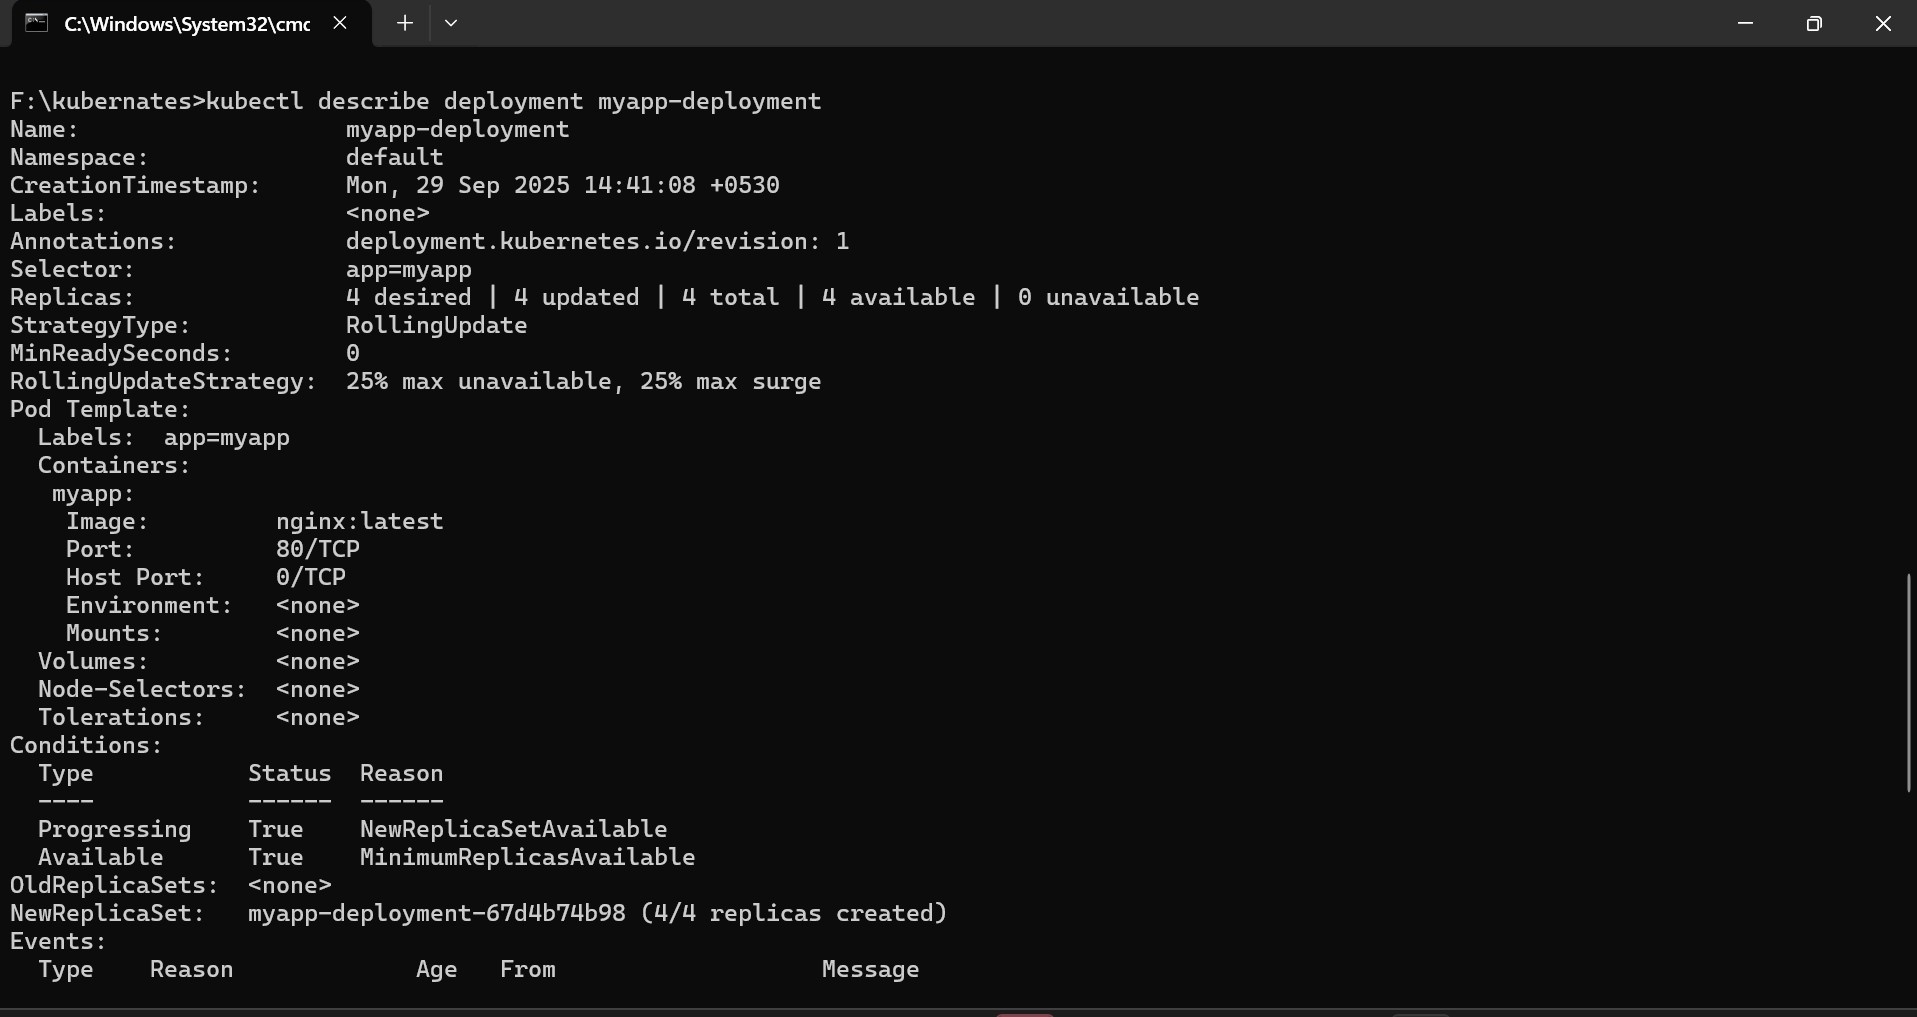 C:\Windows\System32\cmd
F:\kubernates>kubectl describe deployment myapp-deployment
Name:                   myapp-deployment
Namespace:              default
CreationTimestamp:      Mon, 29 Sep 2025 14:41:08 +0530
Labels:                 <none>
Annotations:            deployment.kubernetes.io/revision: 1
Selector:               app=myapp
Replicas:               4 desired | 4 updated | 4 total | 4 available | 0 unavailable
StrategyType:           RollingUpdate
MinReadySeconds:        0
RollingUpdateStrategy:  25% max unavailable, 25% max surge
Pod Template:
  Labels:  app=myapp
  Containers:
   myapp:
    Image:         nginx:latest
    Port:          80/TCP
    Host Port:     0/TCP
    Environment:   <none>
    Mounts:        <none>
  Volumes:         <none>
  Node-Selectors:  <none>
  Tolerations:     <none>
Conditions:
  Type           Status  Reason
  ----           ------  ------
  Progressing    True    NewReplicaSetAvailable
  Available      True    MinimumReplicasAvailable
OldReplicaSets:  <none>
NewReplicaSet:   myapp-deployment-67d4b74b98 (4/4 replicas created)
Events:
  Type    Reason             Age   From                   Message